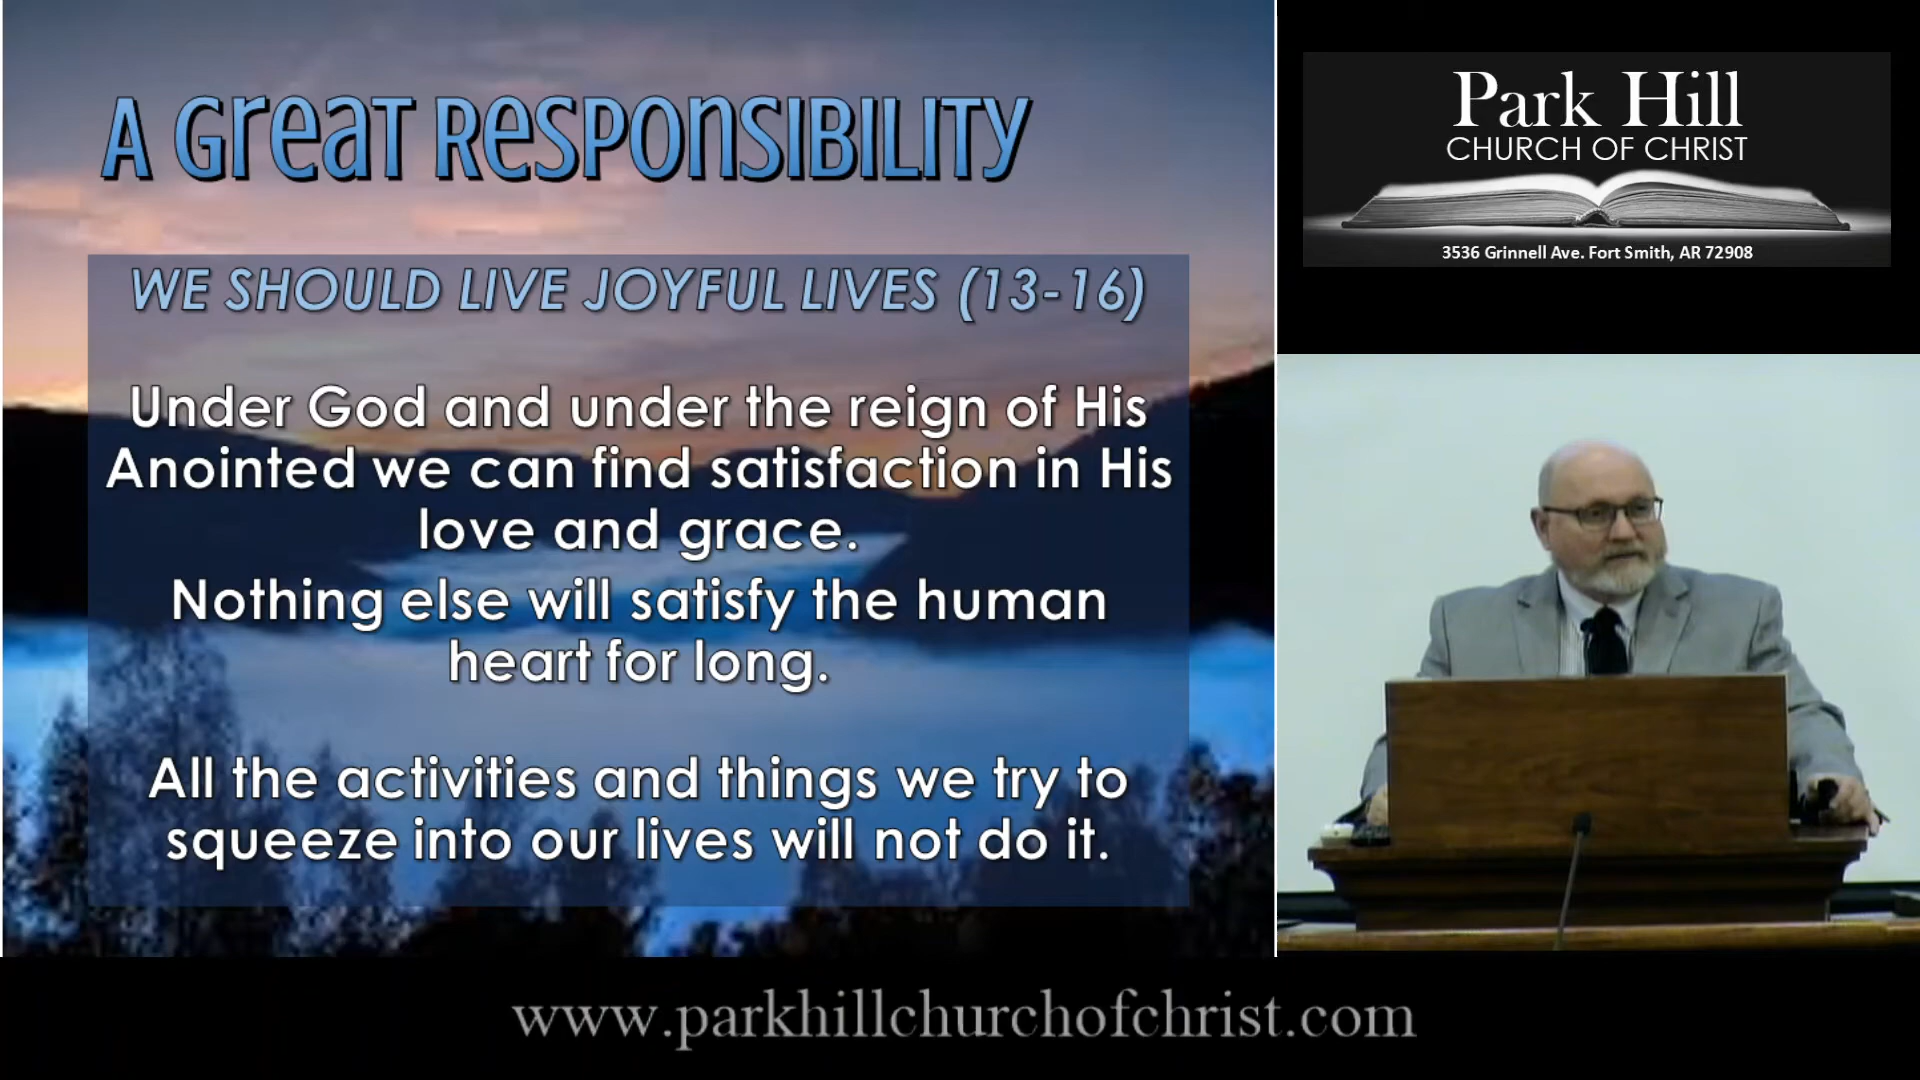 A Great Responsibility
WE SHOULD LIVE JOYFUL LIVES (13-16)
Under God and under the reign of His
Anointed we can find satisfaction in His
love and grace.
Nothing else will satisfy the human
heart for long.
All the activities and things we try to
squeeze into our lives will not do it.
Park Hill
CHURCH OF CHRIST
3536 Grinnell Ave. Fort Smith, AR 72908
www.parkhillchurchofchrist.com